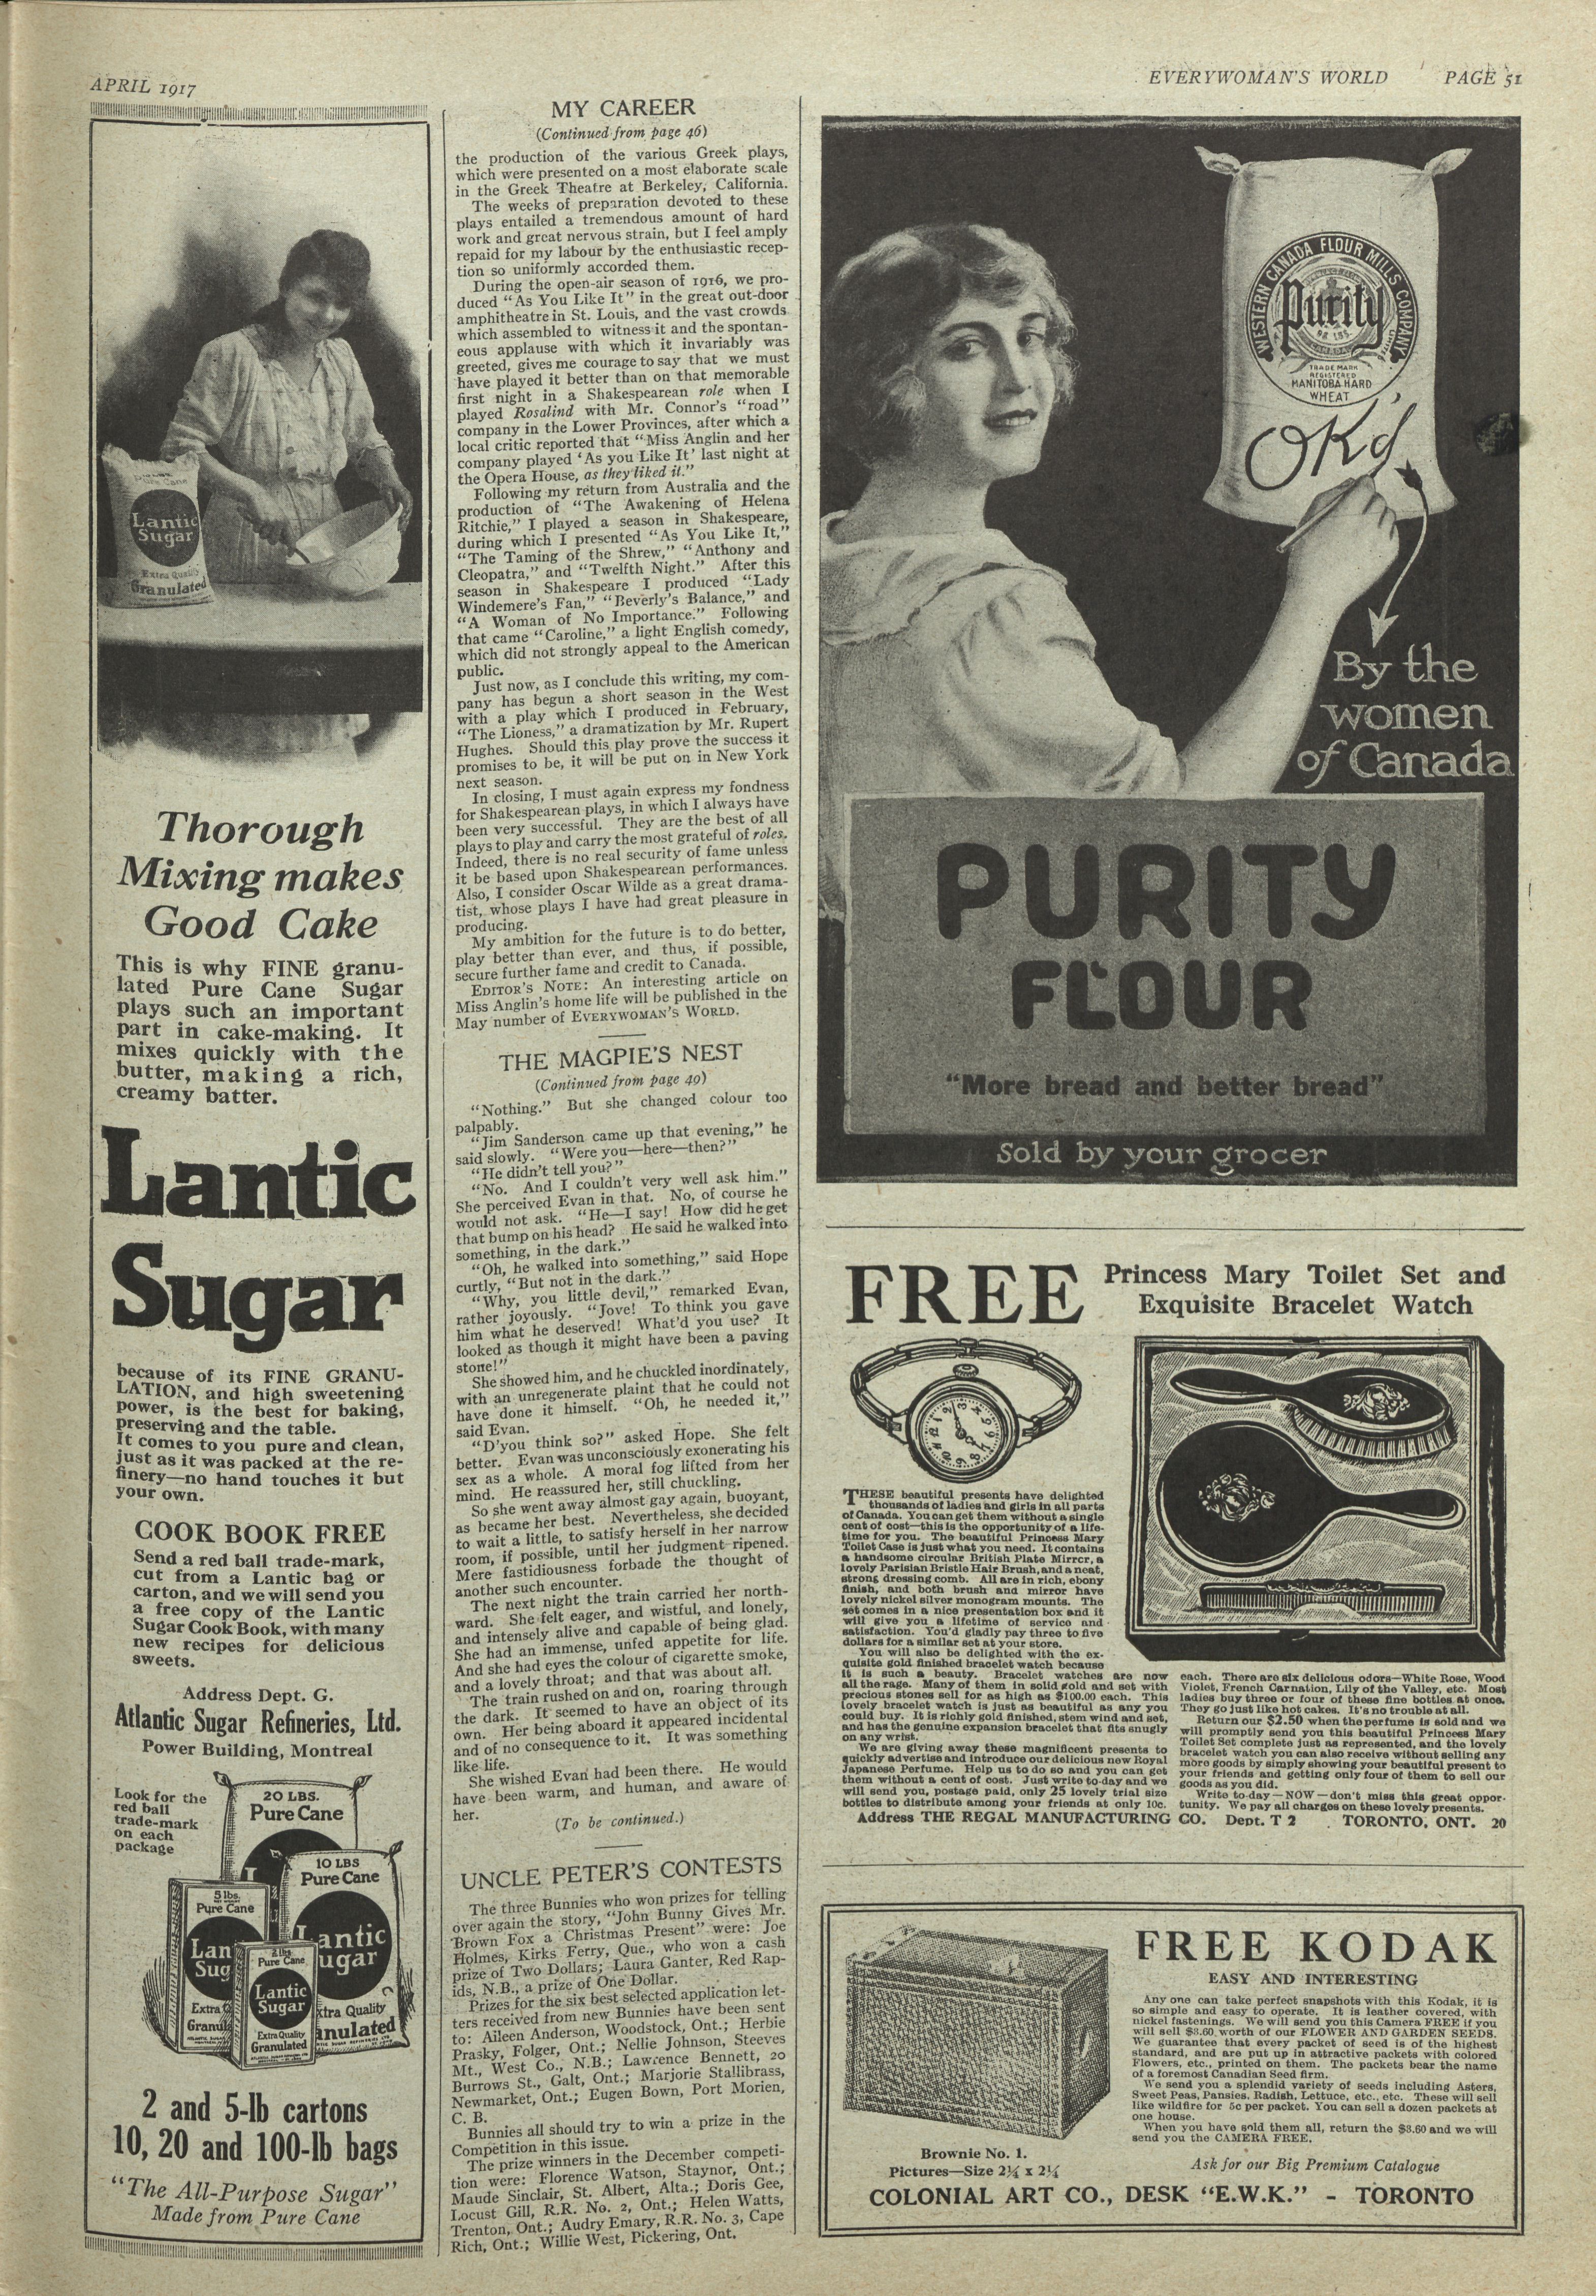 APRIL 1917
EVERYWOMAN'S WORLD
PAGE 51
Lantic
Sugar
Extra Quality
Granulated
Thorough
Mixing makes
Good Cake
This is why FINE granu-
lated Pure Cane Sugar
plays such an important
part in cake-making. It
mixes quickly with the
butter, making a rich,
creamy batter.
Lantic
Sugar
because of its FINE GRANU-
LATION, and high sweetening
power, is the best for baking,
preserving and the table.
It comes to you pure and clean,
just as it was packed at the re-
finery—no hand touches it but
your own.
COOK BOOK FREE
Send a red ball trade-mark,
cut from a Lantic bag or
carton, and we will send you
a free copy of the Lantic
Sugar Cook Book, with many
new recipes for delicious
sweets.
Address Dept. G.
Atlantic Sugar Refineries, Ltd.
Power Building, Montreal
Look for the
red ball
trade-mark
on each
package
20 LBS.
Pure Cane
10 LBS
Pure Cane
Lantic
Sugar
xtra Quality
anulated
5 lbs.
Pure Cane
Lan
Sug
Extra
Granul
2 lbs.
Pure Cane
Lantic
Sugar
Extra Quality
Granulated
2 and 5-lb cartons
10, 20 and 100-lb bags
"The All-Purpose Sugar"
Made from Pure Cane
MY CAREER
(Continued from page 46)
the production of the various Greek plays,
which were presented on a most elaborate scale
in the Greek Theatre at Berkeley, California.
The weeks of preparation devoted to these
plays entailed a tremendous amount of hard
work and great nervous strain, but I feel amply
repaid for my labour by the enthusiastic recep-
tion so uniformly accorded them.
During the open-air season of 1916, we pro-
duced "As You Like It" in the great out-door
amphitheatre in St. Louis, and the vast crowds
which assembled to witness it and the spontan-
eous applause with which it invariably was
greeted, gives me courage to say that we must
have played it better than on that memorable
first night in a Shakespearean role when I
played Rosalind with Mr. Connor's "road"
company in the Lower Provinces, after which a
local critic reported that "Miss Anglin and her
company played 'As you Like It' last night at
the Opera House, as they liked it."
Following my return from Australia and the
production of "The Awakening of Helena
Ritchie," I played a season in Shakespeare,
during which I presented "As You Like It,"
"The Taming of the Shrew," "Anthony and
Cleopatra," and "Twelfth Night." After this
season in Shakespeare I produced "Lady
Windemere's Fan," "Beverly's Balance," and
"A Woman of No Importance." Following
that came "Caroline," a light English comedy,
which did not strongly appeal to the American
public.
Just now, as I conclude this writing, my com-
pany has begun a short season in the West
with a play which I produced in February,
"The Lioness," a dramatization by Mr. Rupert
Hughes. Should this play prove the success it
promises to be, it will be put on in New York
next season.
In closing, I must again express my fondness
for Shakespearean plays, in which I always have
been very successful. They are the best of all
plays to play and carry the most grateful of roles.
Indeed, there is no real security of fame unless
it be based upon Shakespearean performances.
Also, I consider Oscar Wilde as a great drama-
tist, whose plays I have had great pleasure in
producing.
My ambition for the future is to do better,
play better than ever, and thus, if possible,
secure further fame and credit to Canada.
EDITOR'S NOTE: An interesting article on
Miss Anglin's home life will be published in the
May number of EVERYWOMAN'S WORLD.
THE MAGPIE'S NEST
(Continued from page 49)
"Nothing." But she changed colour too
palpably.
"Jim Sanderson came up that evening," he
said slowly. "Were you—here—then?"
"He didn't tell you?"
"No. And I couldn't very well ask him."
She perceived Evan in that. No, of course he
would not ask. "He—I say! How did he get
that bump on his head? He said he walked into
something, in the dark."
"Oh, he walked into something," said Hope
curtly, "But not in the dark."
"Why, you little devil," remarked Evan,
rather joyously. "Jove! To think you gave
him what he deserved! What'd you use? It
looked as though it might have been a paving
stone!"
She showed him, and he chuckled inordinately,
with an unregenerate plaint that he could not
have done it himself. "Oh, he needed it,"
said Evan.
"D'you think so?" asked Hope. She felt
better. Evan was unconsciously exonerating his
sex as a whole. A moral fog lifted from her
mind. He reassured her, still chuckling.
So she went away almost gay again, buoyant,
as became her best. Nevertheless, she decided
to wait a little, to satisfy herself in her narrow
room, if possible, until her judgment ripened.
Mere fastidiousness forbade the thought of
another such encounter.
The next night the train carried her north-
ward. She felt eager, and wistful, and lonely,
and intensely alive and capable of being glad.
She had an immense, unfed appetite for life.
And she had eyes the colour of cigarette smoke,
and a lovely throat; and that was about all.
The train rushed on and on, roaring through
the dark. It seemed to have an object of its
own. Her being aboard it appeared incidental
and of no consequence to it. It was something
like life.
She wished Evan had been there. He would
have been warm, and human, and aware of
her.
(To be continued.)
UNCLE PETER'S CONTESTS
The three Bunnies who won prizes for telling
over again the story, "John Bunny Gives Mr.
Brown Fox a Christmas Present" were: Joe
Holmes, Kirks Ferry, Que., who won a cash
prize of Two Dollars; Laura Ganter, Red Rap-
ids, N.B., a prize of One Dollar.
Prizes for the six best selected application let-
ters received from new Bunnies have been sent
to: Aileen Anderson, Woodstock, Ont.; Herbie
Prasky, Folger, Ont.; Nellie Johnson, Steeves
Mt., West Co., N.B.; Lawrence Bennett, 20
Burrows St., Galt, Ont.; Marjorie Stallibrass,
Newmarket, Ont.; Eugen Bown, Port Morien,
C. B.
Bunnies all should try to win a prize in the
Competition in this issue.
The prize winners in the December competi-
tion were: Florence Watson, Staynor, Ont.;
Maude Sinclair, St. Albert, Alta.; Doris Gee,
Locust Gill, R.R. No. 2, Ont.; Helen Watts,
Trenton, Ont.; Audry Emary, R.R. No. 3, Cape
Rich, Ont.; Willie West, Pickering, Ont.
WESTERN CANADA FLOUR MILLS COMPANY
LIMITED
Purity
98 LBS.
CANADA
TRADE MARK
REGISTERED
MANITOBA HARD
WHEAT
OK'd
By the
women
of Canada
PURITY
FLOUR
"More bread and better bread"
Sold by your grocer
FREE
Princess Mary Toilet Set and
Exquisite Bracelet Watch
THESE beautiful presents have delighted
thousands of ladies and girls in all parts
of Canada. You can get them without a single
cent of cost—this is the opportunity of a life-
time for you. The beautiful Princess Mary
Toilet Case is just what you need. It contains
a handsome circular British Plate Mirror, a
lovely Parisian Bristle Hair Brush, and a neat,
strong dressing comb. All are in rich, ebony
finish, and both brush and mirror have
lovely nickel silver monogram mounts. The
set comes in a nice presentation box and it
will give you a lifetime of service and
satisfaction. You'd gladly pay three to five
dollars for a similar set at your store.
You will also be delighted with the ex-
quisite gold finished bracelet watch because
it is such a beauty. Bracelet watches are now
all the rage. Many of them in solid gold and set with
precious stones sell for as high as $100.00 each. This
lovely bracelet watch is just as beautiful as any you
could buy. It is richly gold finished, stem wind and set,
and has the genuine expansion bracelet that fits snugly
on any wrist.
We are giving away these magnificent presents to
quickly advertise and introduce our delicious new Royal
Japanese Perfume. Help us to do so and you can get
them without a cent of cost. Just write to-day and we
will send you, postage paid, only 25 lovely trial size
bottles to distribute among your friends at only 10c.
each. There are six delicious odors—White Rose, Wood
Violet, French Carnation, Lily of the Valley, etc. Most
ladies buy three or four of these fine bottles at once.
They go just like hot cakes. It's no trouble at all.
Return our $2.50 when the perfume is sold and we
will promptly send you this beautiful Princess Mary
Toilet Set complete just as represented, and the lovely
bracelet watch you can also receive without selling any
more goods by simply showing your beautiful present to
your friends and getting only four of them to sell our
goods as you did.
Write to-day—NOW—don't miss this great oppor-
tunity. We pay all charges on these lovely presents.
Address THE REGAL MANUFACTURING CO. Dept. T 2 TORONTO, ONT. 20
FREE KODAK
EASY AND INTERESTING
Any one can take perfect snapshots with this Kodak, it is
so simple and easy to operate. It is leather covered, with
nickel fastenings. We will send you this Camera FREE if you
will sell $3.60 worth of our FLOWER AND GARDEN SEEDS.
We guarantee that every packet of seed is of the highest
standard, and are put up in attractive packets with colored
Flowers, etc., printed on them. The packets bear the name
of a foremost Canadian Seed firm.
We send you a splendid variety of seeds including Asters,
Sweet Peas, Pansies, Radish, Lettuce, etc., etc. These will sell
like wildfire for 5c per packet. You can sell a dozen packets at
one house.
When you have sold them all, return the $3.60 and we will
send you the CAMERA FREE.
Ask for our Big Premium Catalogue
Brownie No. 1.
Pictures—Size 2¼ x 2¼
COLONIAL ART CO., DESK "E.W.K." - TORONTO